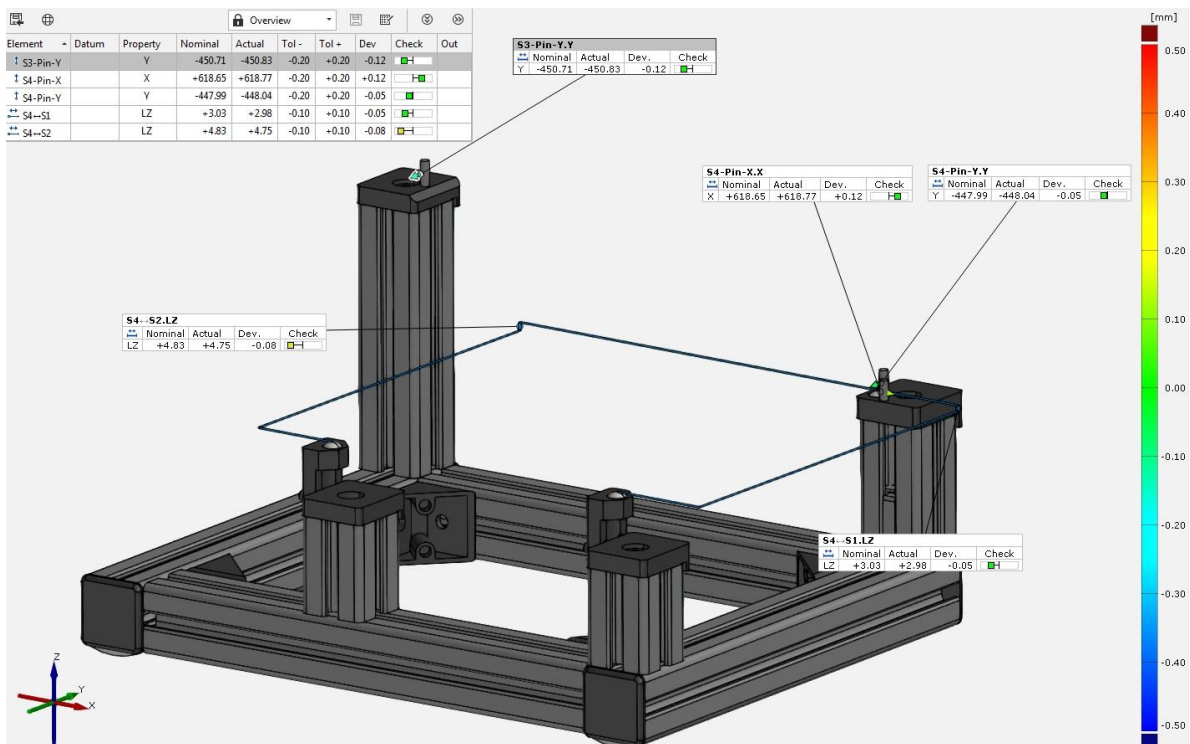 Overview
Element Datum Property Nominal Actual Tol - Tol + Dev Check Out
S3-Pin-Y Y -450.71 -450.83 -0.20 +0.20 -0.12
S4-Pin-X X +618.65 +618.77 -0.20 +0.20 +0.12
S4-Pin-Y Y -447.99 -448.04 -0.20 +0.20 -0.05
S4↔S1 LZ +3.03 +2.98 -0.10 +0.10 -0.05
S4↔S2 LZ +4.83 +4.75 -0.10 +0.10 -0.08
S3-Pin-Y.Y
Nominal Actual Dev. Check
Y -450.71 -450.83 -0.12
S4-Pin-X.X
Nominal Actual Dev. Check
X +618.65 +618.77 +0.12
S4-Pin-Y.Y
Nominal Actual Dev. Check
Y -447.99 -448.04 -0.05
S4↔S2.LZ
Nominal Actual Dev. Check
LZ +4.83 +4.75 -0.08
S4↔S1.LZ
Nominal Actual Dev. Check
LZ +3.03 +2.98 -0.05
[mm]
0.50
0.40
0.30
0.20
0.10
0.00
-0.10
-0.20
-0.30
-0.40
-0.50
Z
Y
X